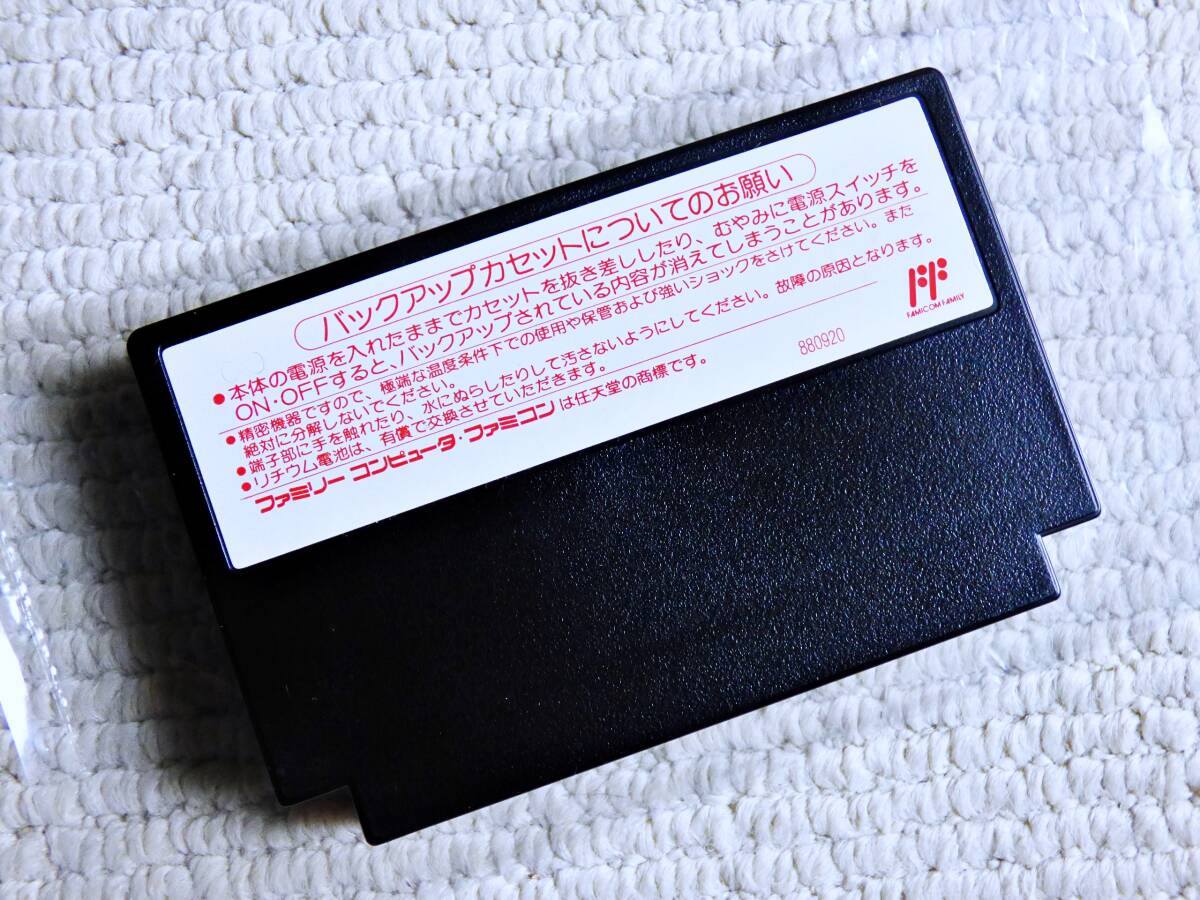 バックアップカセットについてのお願い
●本体の電源を入れたままでカセットを抜き差ししたり、むやみに電源スイッチを
ON・OFFすると、バックアップされている内容が消えてしまうことがあります。
●精密機器ですので、極端な温度条件下での使用や保管および強いショックをさけてください。また
絶対に分解しないでください。
●端子部に手を触れたり、水にぬらしたりして汚さないようにしてください。故障の原因となります。
●リチウム電池は、有償で交換させていただきます。
ファミリーコンピュータ・ファミコンは任天堂の商標です。
880920
FF
FAMICOM FAMILY